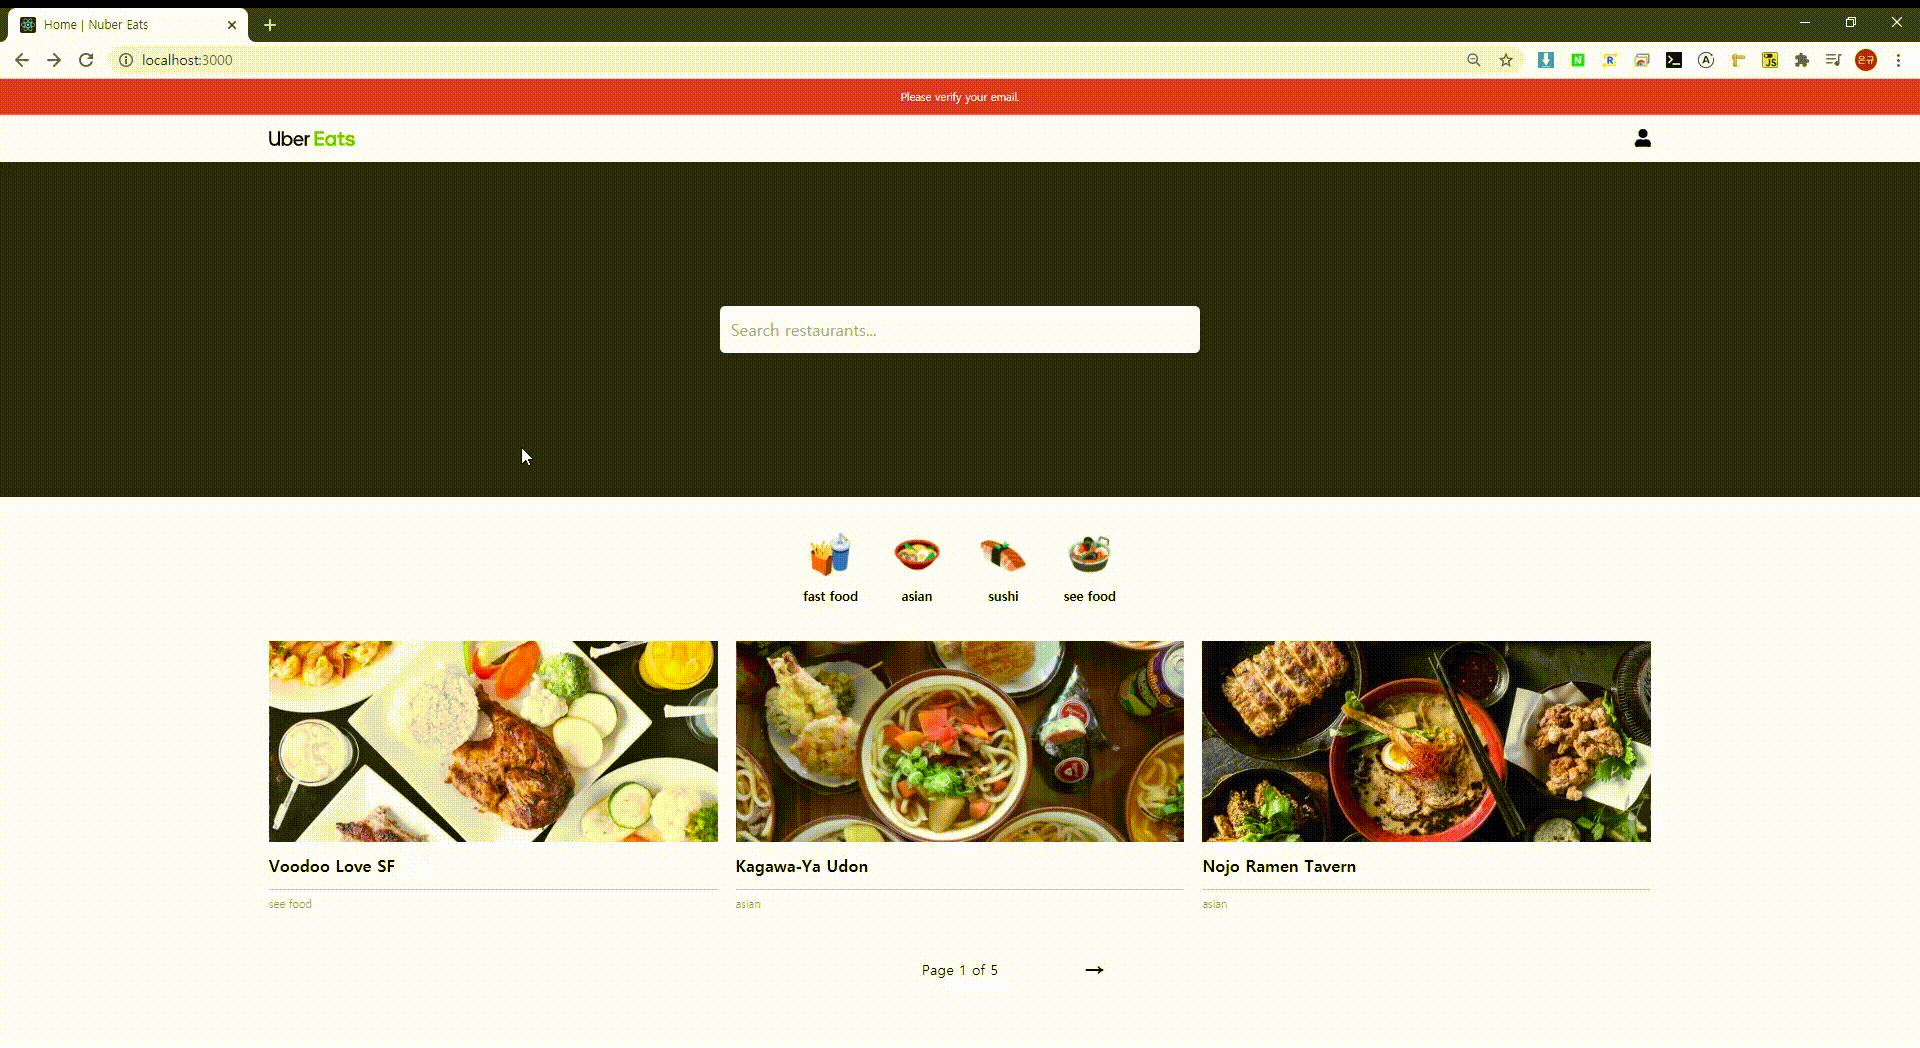 Home | Nuber Eats
localhost:3000
Please verify your email.
Uber Eats
Search restaurants...
fast food
asian
sushi
see food
Voodoo Love SF
Kagawa-Ya Udon
Nojo Ramen Tavern
see food
asian
asian
Page 1 of 5